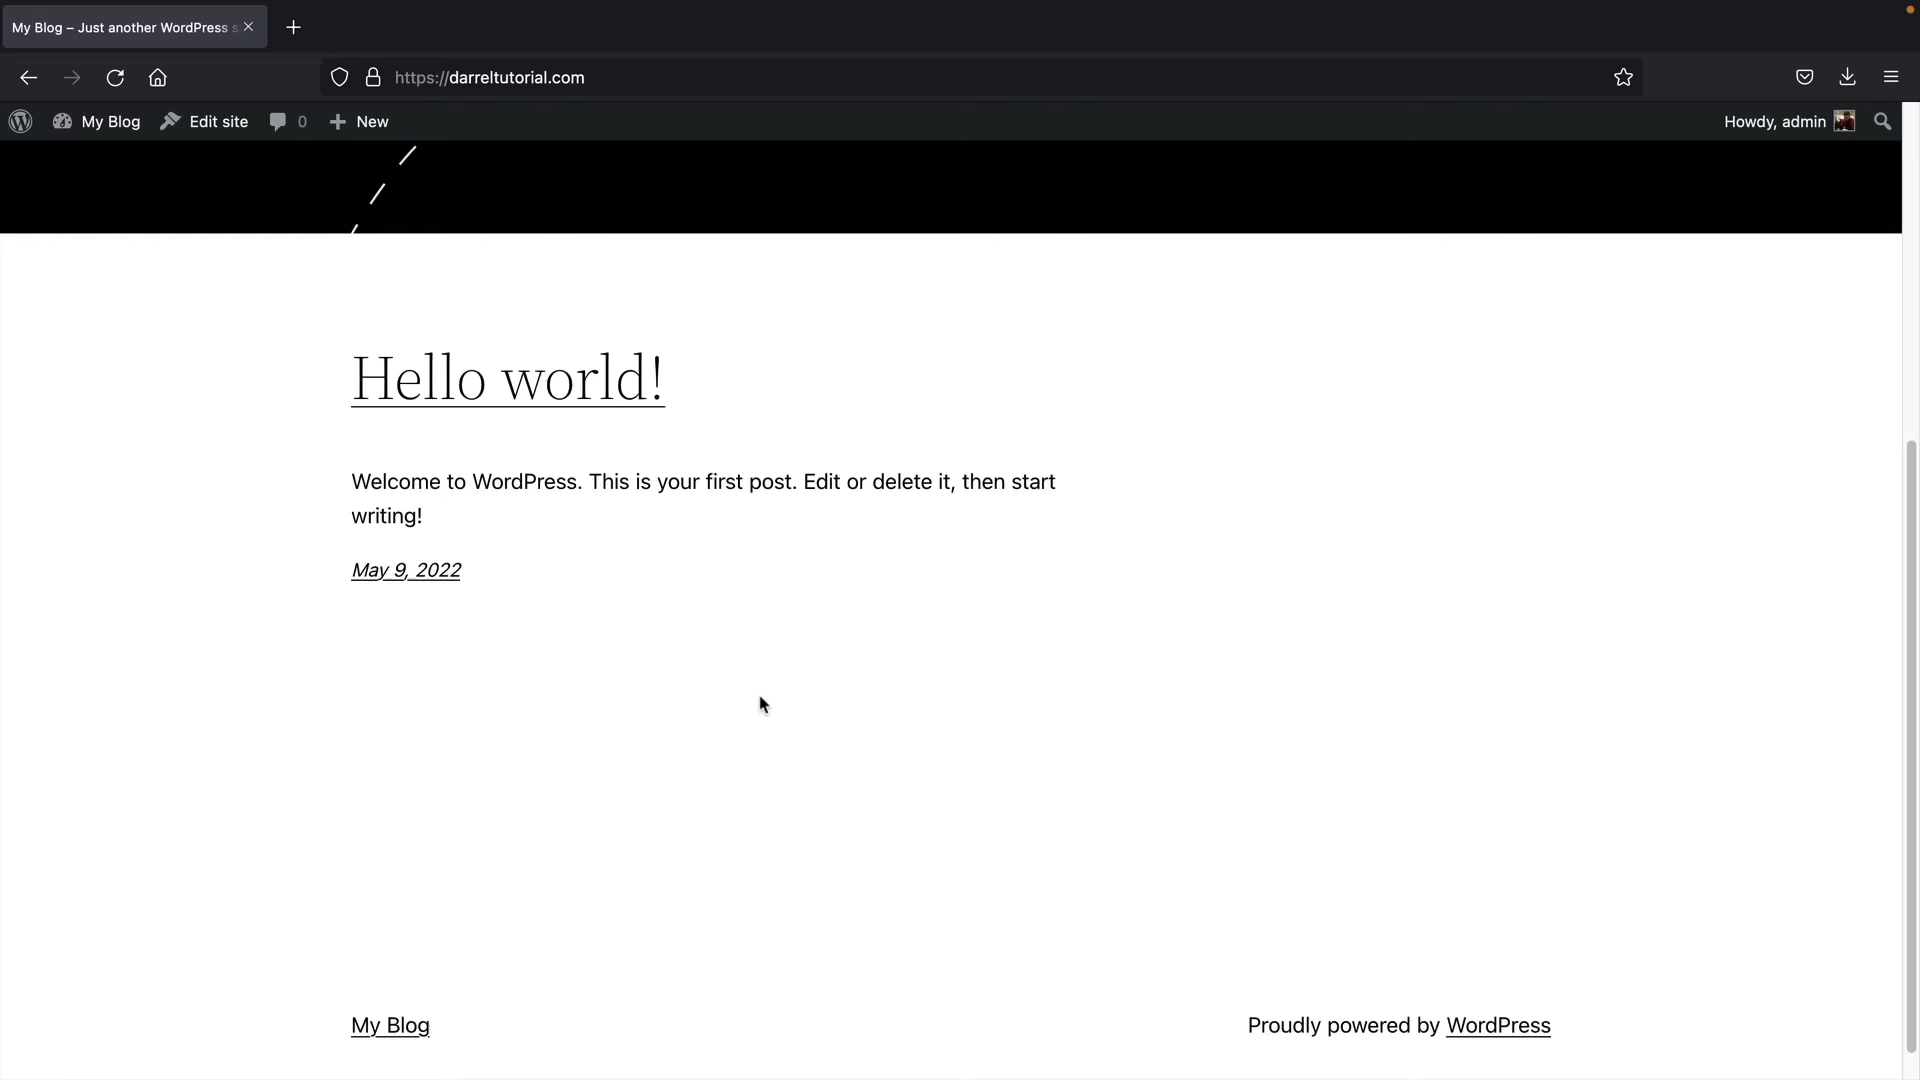 My Blog – Just another WordPress s
https://darreltutorial.com
My Blog Edit site 0 New Howdy, admin
Hello world!
Welcome to WordPress. This is your first post. Edit or delete it, then start
writing!
May 9, 2022
My Blog Proudly powered by WordPress